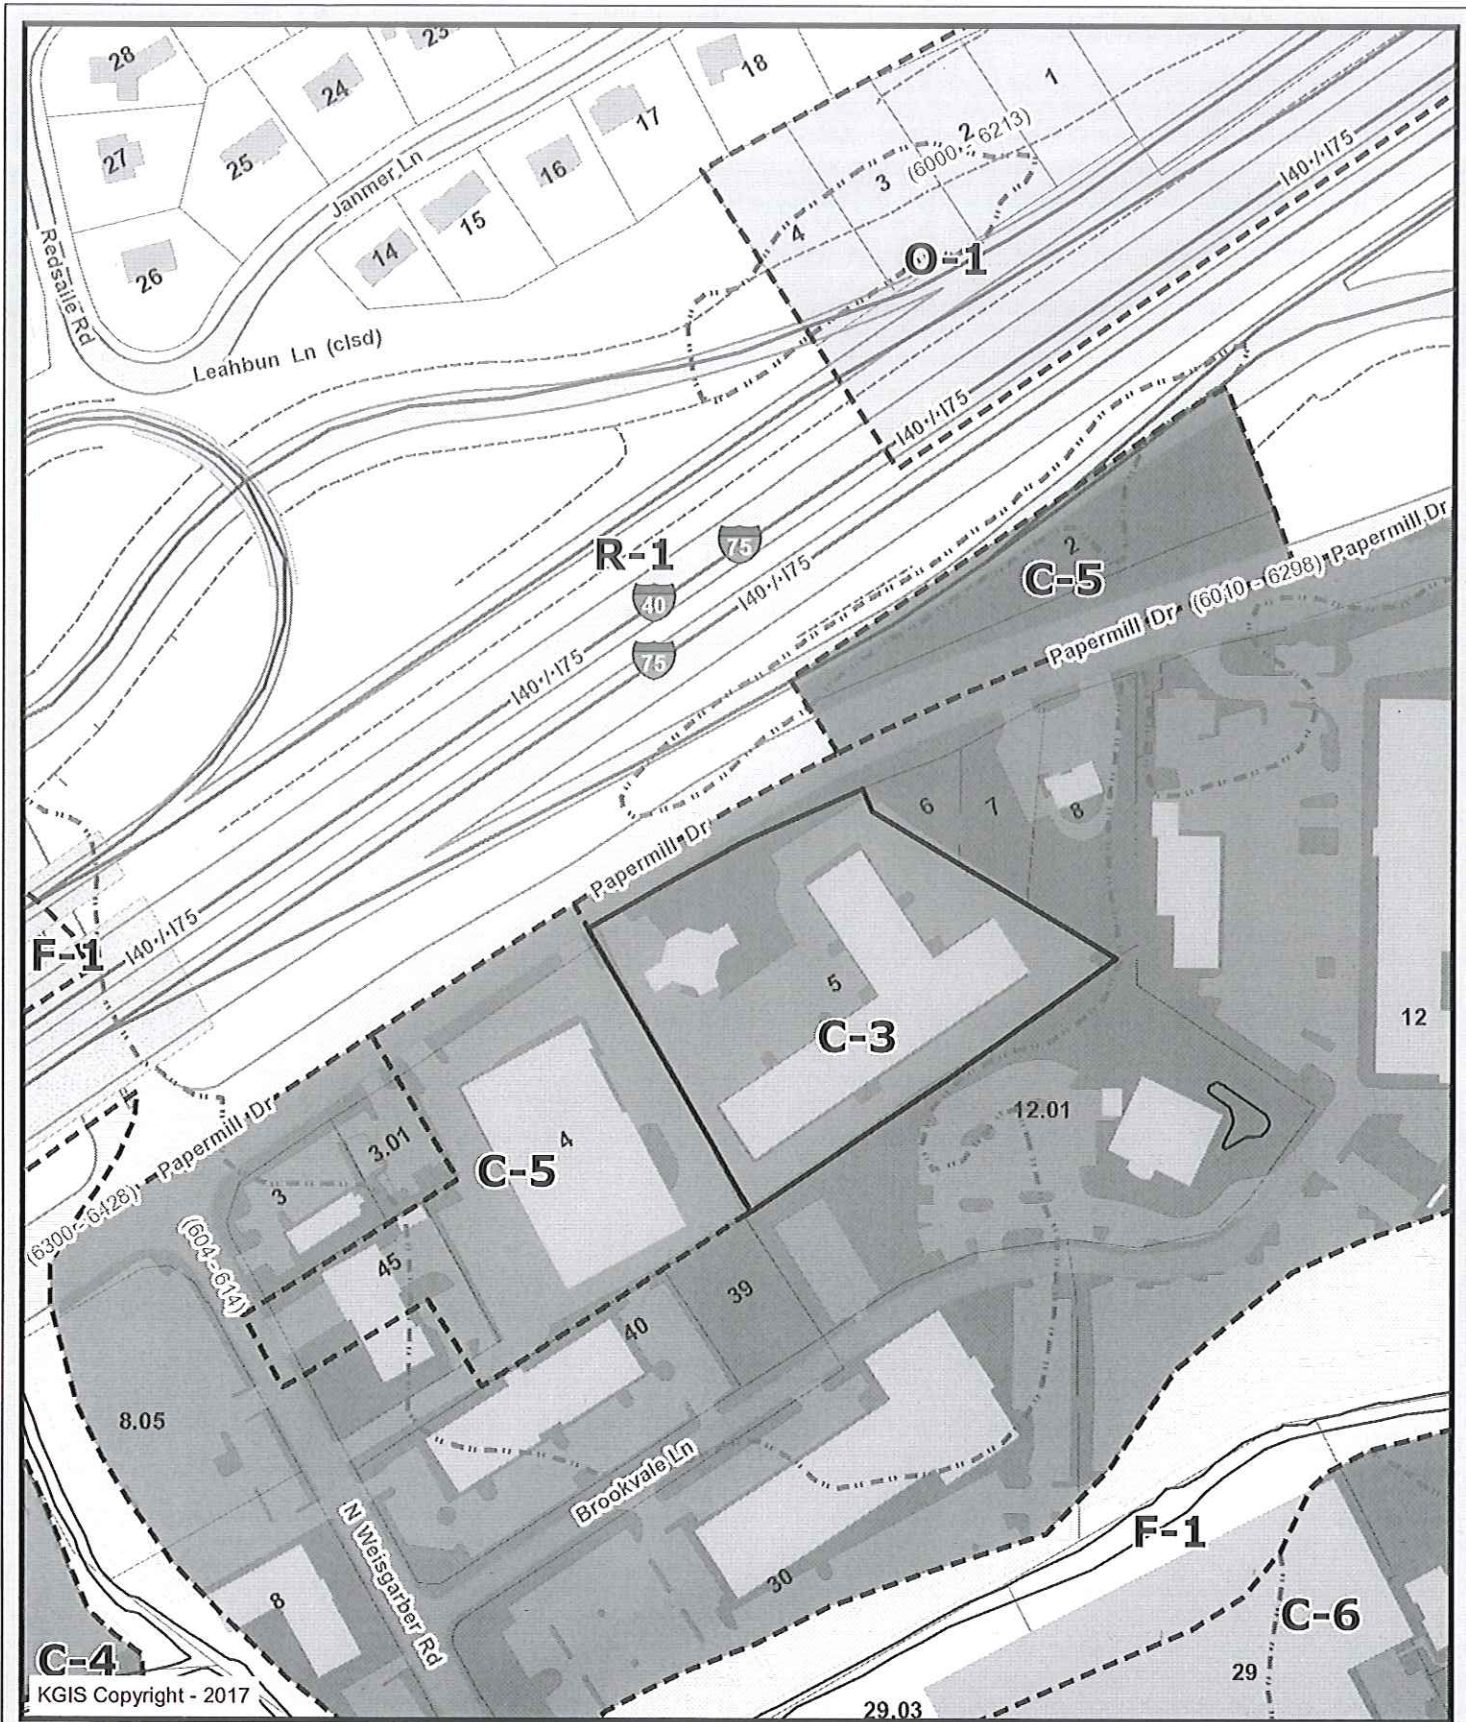 28
23
24
18
1
17
27
25
2
(6000 - 6213)
16
3
Janmer Ln
15
4
14
Redsaile Rd
26
O-1
Leahbun Ln (clsd)
I40 / I75
I40 / I75
R-1
75
2
C-5
40
I40 / I75
75
Papermill Dr (6010 - 6298) Papermill Dr
I40 / I75
6
7
8
Papermill Dr
F-1
I40 / I75
5
C-3
12
12.01
3.01
4
C-5
3
(6300 - 6428) Papermill Dr
(604 - 614)
45
39
40
8.05
Brookvale Ln
N Weisgarber Rd
F-1
30
8
C-6
C-4
29
KGIS Copyright - 2017
29.03